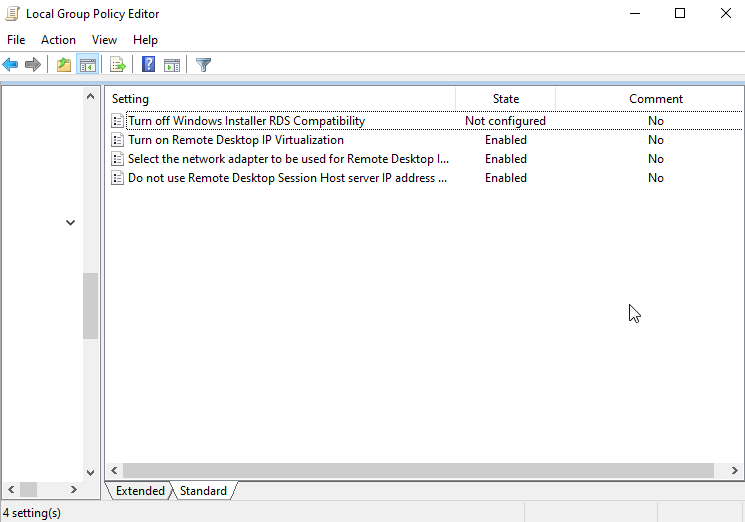 Local Group Policy Editor
File Action View Help
Setting State Comment
Turn off Windows Installer RDS Compatibility Not configured No
Turn on Remote Desktop IP Virtualization Enabled No
Select the network adapter to be used for Remote Desktop I... Enabled No
Do not use Remote Desktop Session Host server IP address ... Enabled No
Extended Standard
4 setting(s)